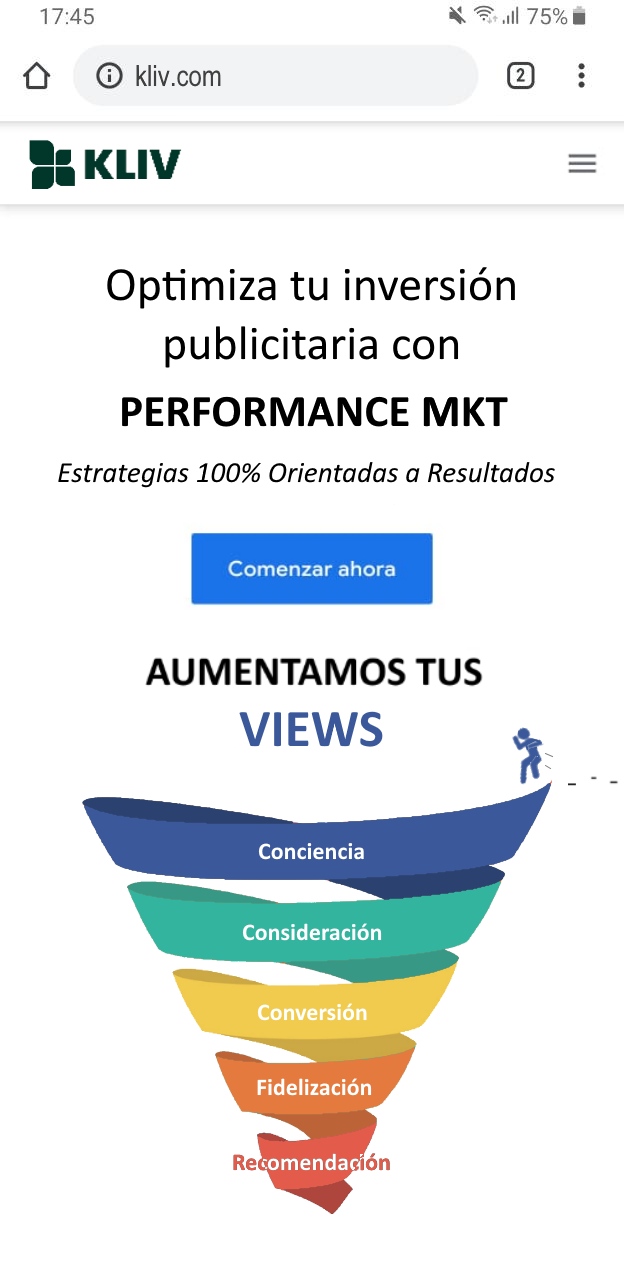 17:45 75%
kliv.com 2
KLIV
Optimiza tu inversión
publicitaria con
PERFORMANCE MKT
Estrategias 100% Orientadas a Resultados
Comenzar ahora
AUMENTAMOS TUS
VIEWS
Conciencia
Consideración
Conversión
Fidelización
Recomendación